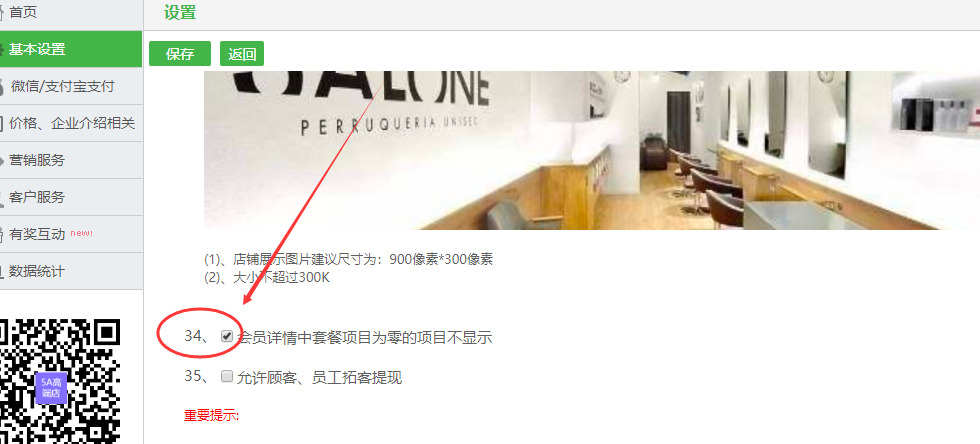 首页
基本设置
微信/支付宝支付
价格、企业介绍相关
营销服务
客户服务
有奖互动 new!
数据统计
5A高
端店
设置
保存 返回
SALONE
PERRUQUERIA UNISEC
(1)、店铺展示图片建议尺寸为：900像素*300像素
(2)、大小不超过300K
34、 会员详情中套餐项目为零的项目不显示
35、 允许顾客、员工拓客提现
重要提示: